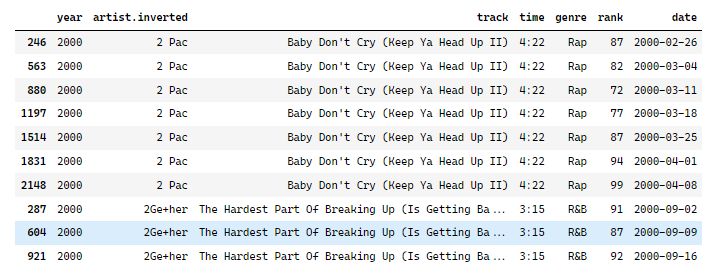 year artist.inverted track time genre rank date
246 2000 2 Pac Baby Don't Cry (Keep Ya Head Up II) 4:22 Rap 87 2000-02-26
563 2000 2 Pac Baby Don't Cry (Keep Ya Head Up II) 4:22 Rap 82 2000-03-04
880 2000 2 Pac Baby Don't Cry (Keep Ya Head Up II) 4:22 Rap 72 2000-03-11
1197 2000 2 Pac Baby Don't Cry (Keep Ya Head Up II) 4:22 Rap 77 2000-03-18
1514 2000 2 Pac Baby Don't Cry (Keep Ya Head Up II) 4:22 Rap 87 2000-03-25
1831 2000 2 Pac Baby Don't Cry (Keep Ya Head Up II) 4:22 Rap 94 2000-04-01
2148 2000 2 Pac Baby Don't Cry (Keep Ya Head Up II) 4:22 Rap 99 2000-04-08
287 2000 2Ge+her The Hardest Part Of Breaking Up (Is Getting Ba... 3:15 R&B 91 2000-09-02
604 2000 2Ge+her The Hardest Part Of Breaking Up (Is Getting Ba... 3:15 R&B 87 2000-09-09
921 2000 2Ge+her The Hardest Part Of Breaking Up (Is Getting Ba... 3:15 R&B 92 2000-09-16